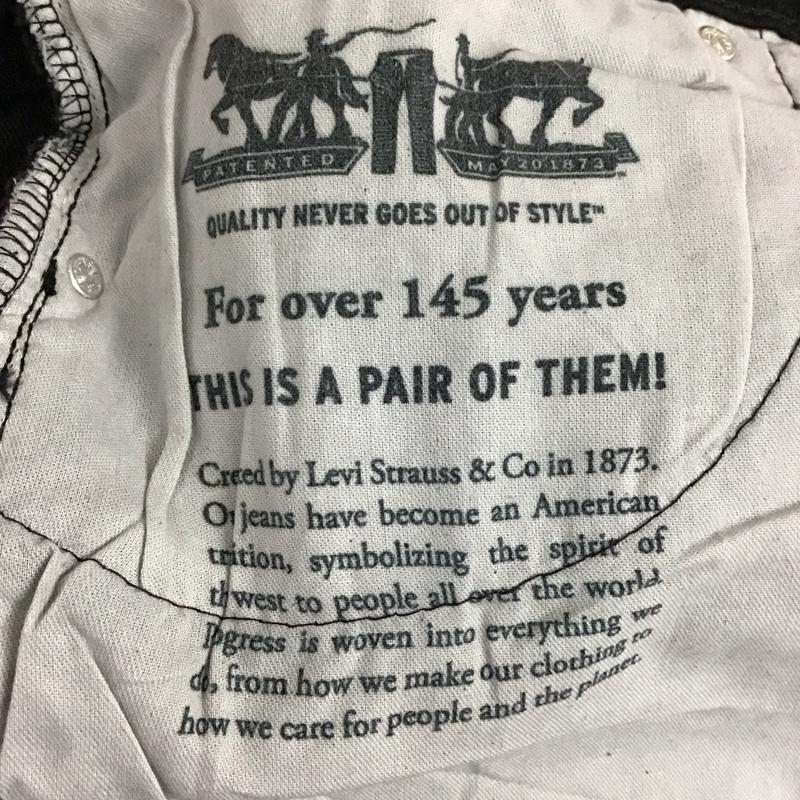 PATENTED MAY 20 1873
QUALITY NEVER GOES OUT OF STYLE™
For over 145 years
THIS IS A PAIR OF THEM!
by Levi Strauss & Co in 1873.
jeans have become an American
symbolizing the spirit of
west to people all over the world.
is woven into everything we
from how we make our clothing to
how we care for people and the planet.